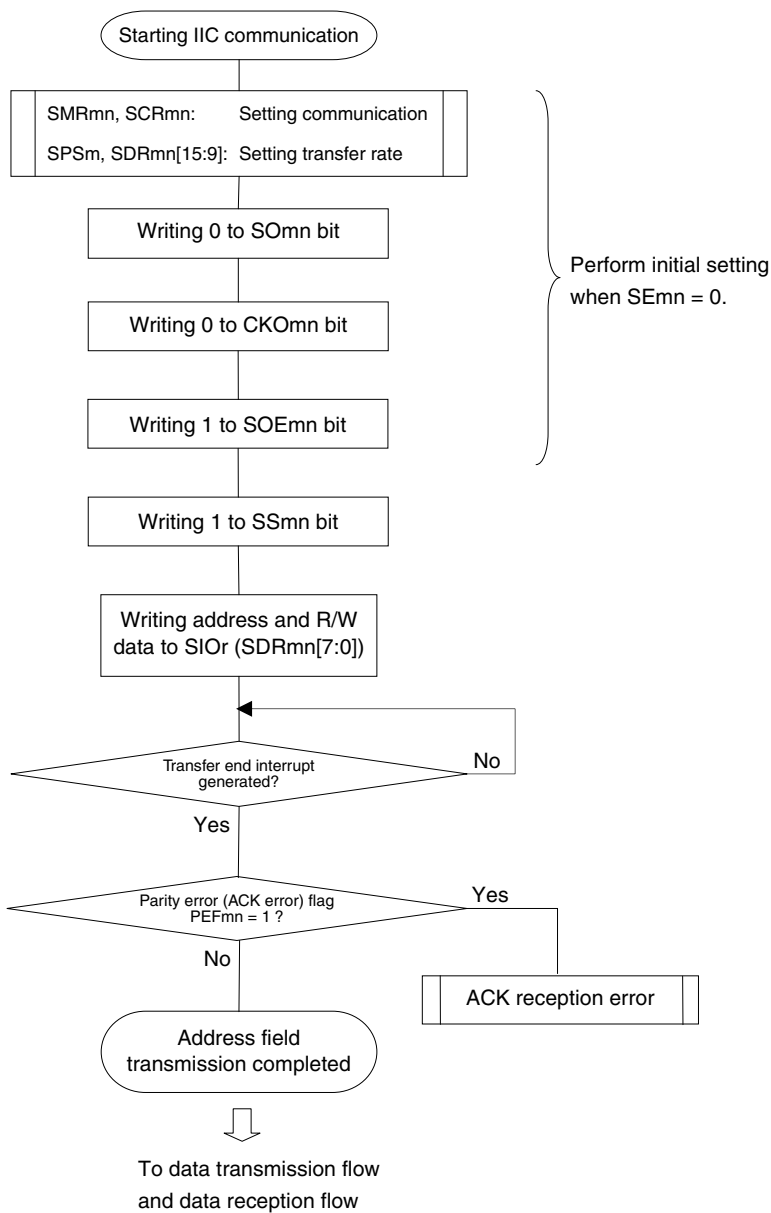 Starting IIC communication
SMRmn, SCRmn: Setting communication
SPSm, SDRmn[15:9]: Setting transfer rate
Writing 0 to SOmn bit
Perform initial setting
when SEmn = 0.
Writing 0 to CKOmn bit
Writing 1 to SOEmn bit
Writing 1 to SSmn bit
Writing address and R/W
data to SIOr (SDRmn[7:0])
Transfer end interrupt
generated?
No
Yes
Parity error (ACK error) flag
PEFmn = 1 ?
Yes
No
ACK reception error
Address field
transmission completed
To data transmission flow
and data reception flow